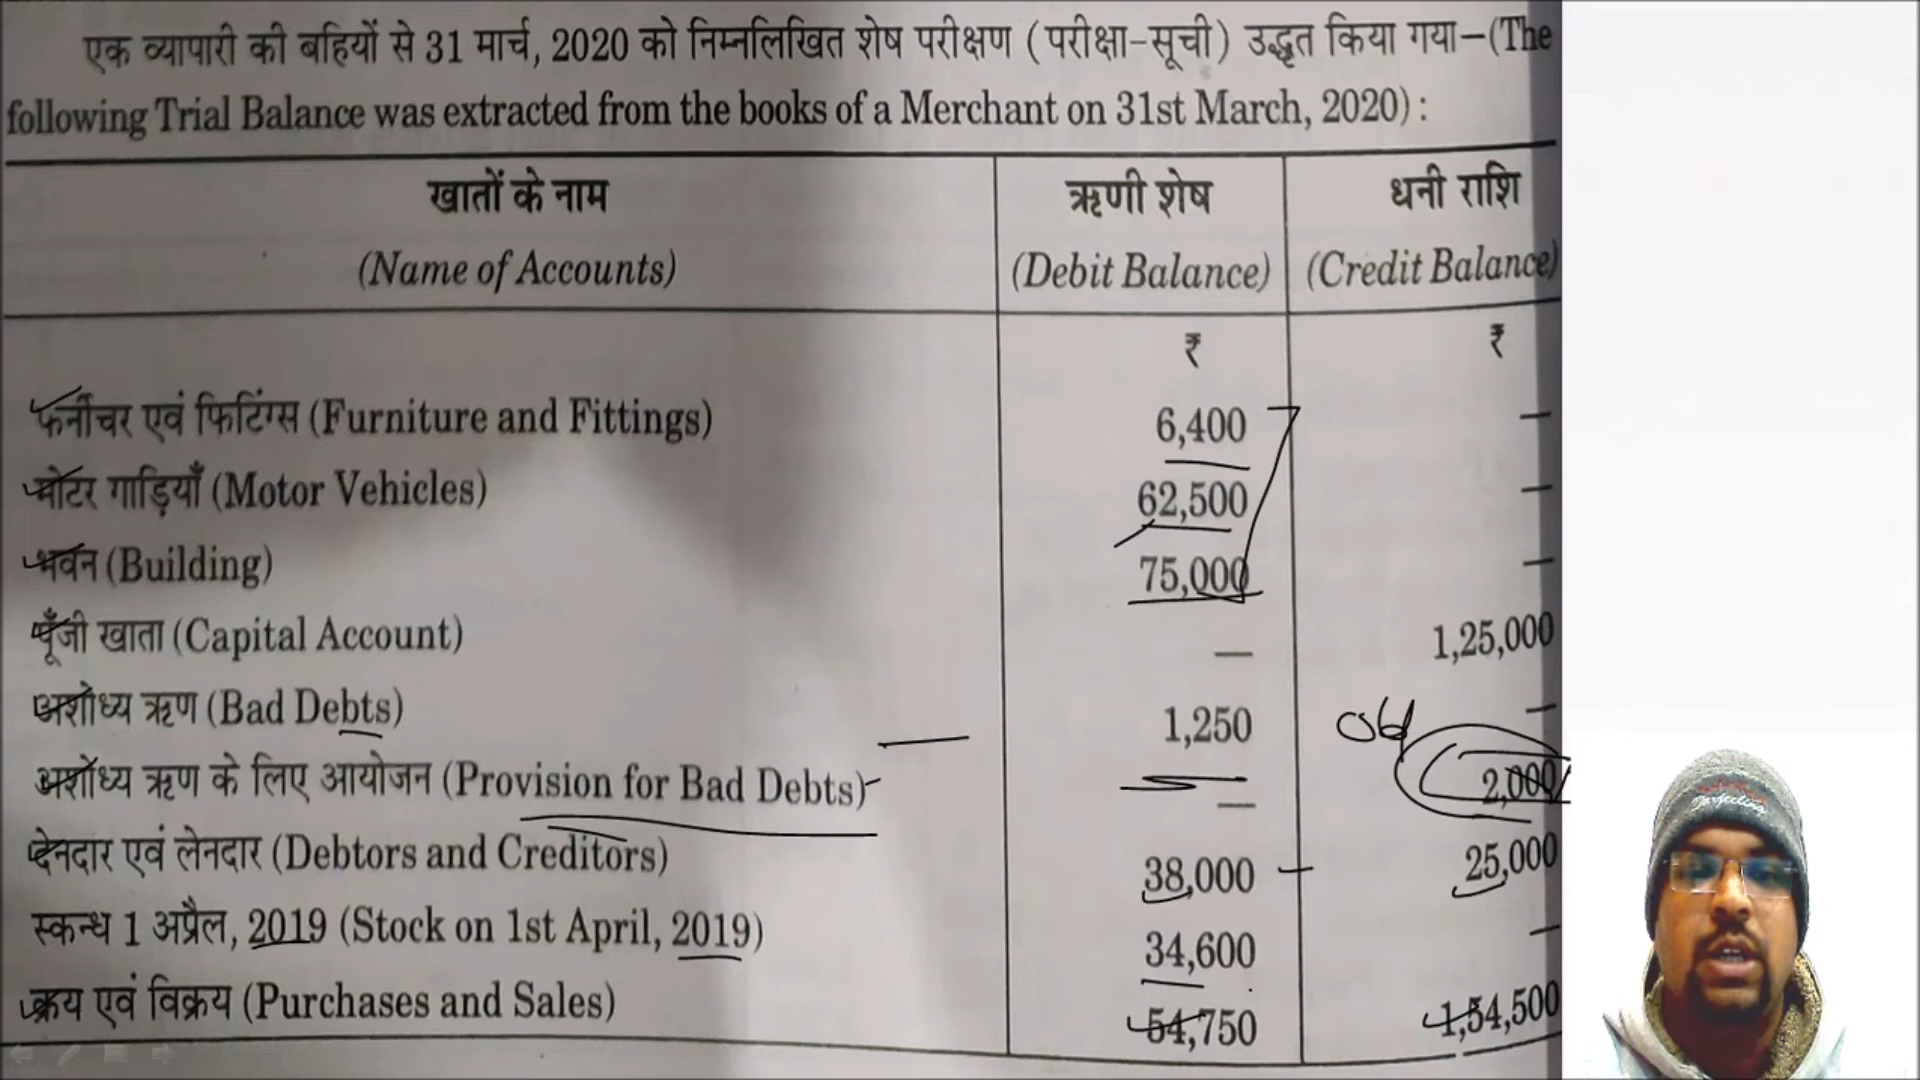 एक व्यापारी की बहियों से 31 मार्च, 2020 को निम्नलिखित शेष परीक्षण (परीक्षा-सूची) उद्धृत किया गया—(The
following Trial Balance was extracted from the books of a Merchant on 31st March, 2020) :
खातों के नाम ऋणी शेष धनी राशि
(Name of Accounts) (Debit Balance) (Credit Balance)
₹ ₹
फर्नीचर एवं फिटिंग्स (Furniture and Fittings) 6,400 —
मोटर गाड़ियाँ (Motor Vehicles) 62,500 —
भवन (Building) 75,000 —
पूँजी खाता (Capital Account) — 1,25,000
अशोध्य ऋण (Bad Debts) 1,250 —
old
अशोध्य ऋण के लिए आयोजन (Provision for Bad Debts) — 2,000
देनदार एवं लेनदार (Debtors and Creditors) 38,000 25,000
स्कन्ध 1 अप्रैल, 2019 (Stock on 1st April, 2019) 34,600 —
क्रय एवं विक्रय (Purchases and Sales) 54,750 1,54,500